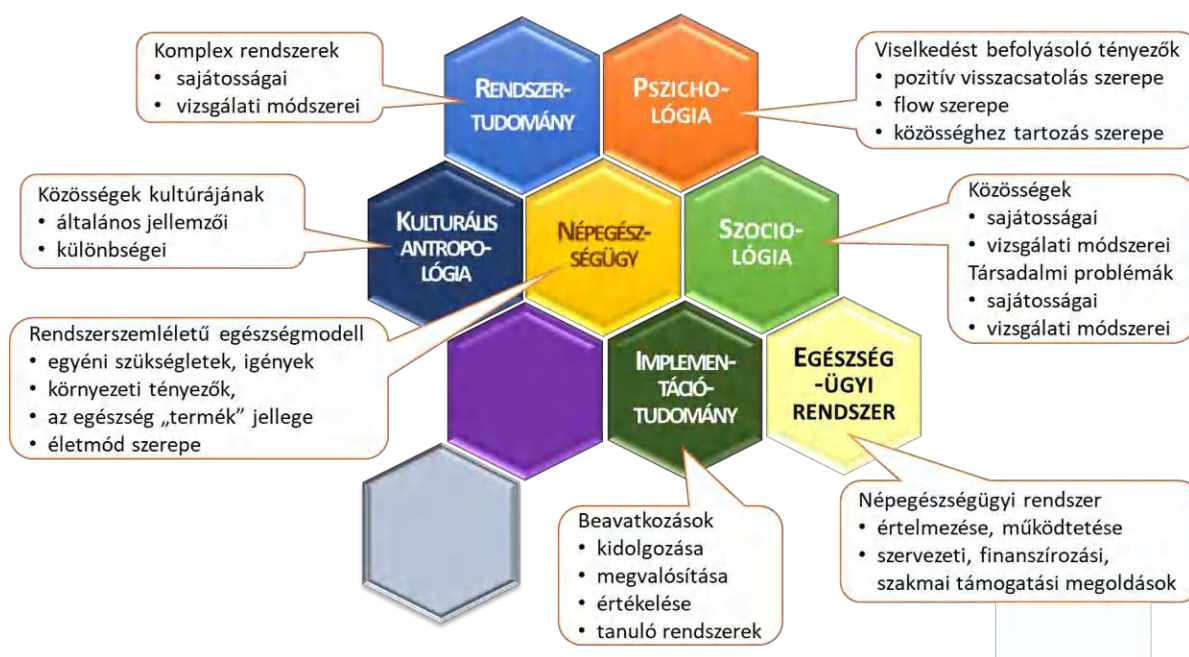 Komplex rendszerek
• sajátosságai
• vizsgálati módszerei
RENDSZER-
TUDOMÁNY
PSZICHO-
LÓGIA
Viselkedést befolyásoló tényezők
• pozitív visszacsatolás szerepe
• flow szerepe
• közösséghez tartozás szerepe
Közösségek kultúrájának
• általános jellemzői
• különbségei
KULTURÁLIS
ANTROPO-
LÓGIA
NÉPEGÉSZ-
SÉGÜGY
SZOCIO-
LÓGIA
Közösségek
• sajátosságai
• vizsgálati módszerei
Társadalmi problémák
• sajátosságai
• vizsgálati módszerei
Rendszerszemléletű egészségmodell
• egyéni szükségletek, igények
• környezeti tényezők,
• az egészség „termék” jellege
• életmód szerepe
IMPLEMEN-
TÁCIÓ-
TUDOMÁNY
EGÉSZSÉG
-ÜGYI
RENDSZER
Beavatkozások
• kidolgozása
• megvalósítása
• értékelése
• tanuló rendszerek
Népegészségügyi rendszer
• értelmezése, működtetése
• szervezeti, finanszírozási,
szakmai támogatási megoldások